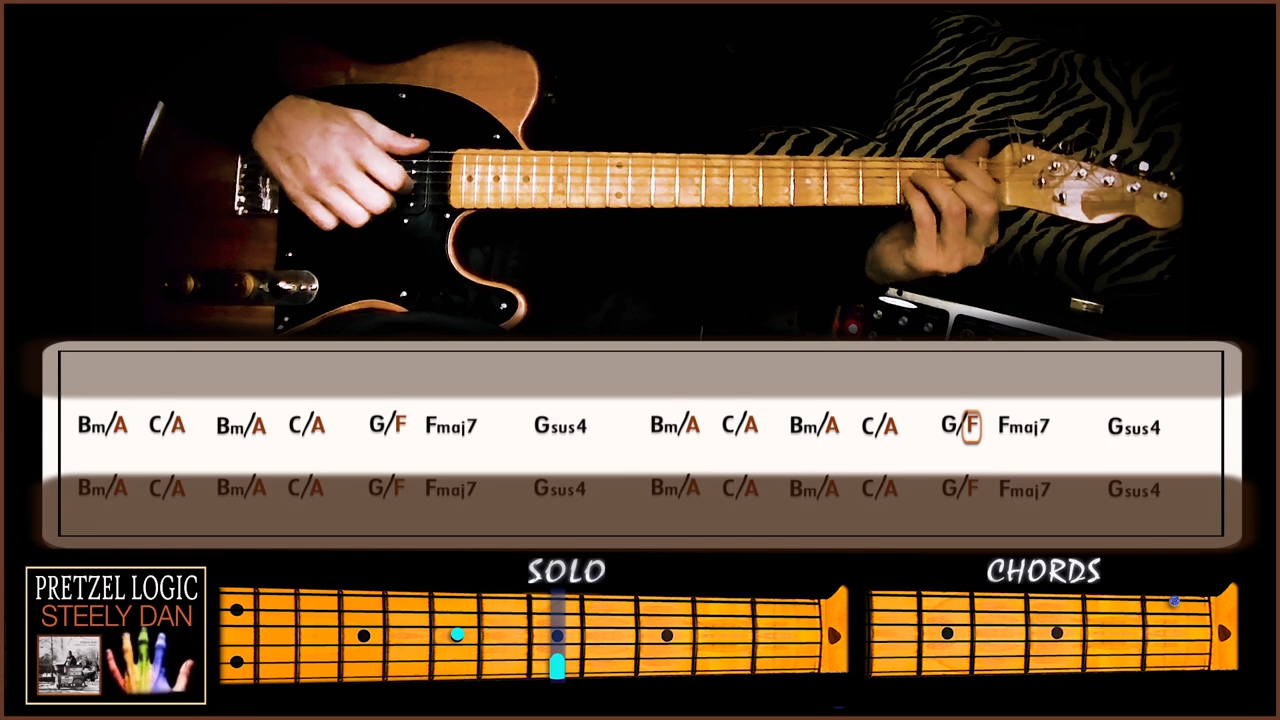 Bm/A C/A Bm/A C/A G/F Fmaj7 Gsus4 Bm/A C/A Bm/A C/A G/F Fmaj7 Gsus4
Bm/A C/A Bm/A C/A G/F Fmaj7 Gsus4 Bm/A C/A Bm/A C/A G/F Fmaj7 Gsus4
SOLO CHORDS
PRETZEL LOGIC
STEELY DAN